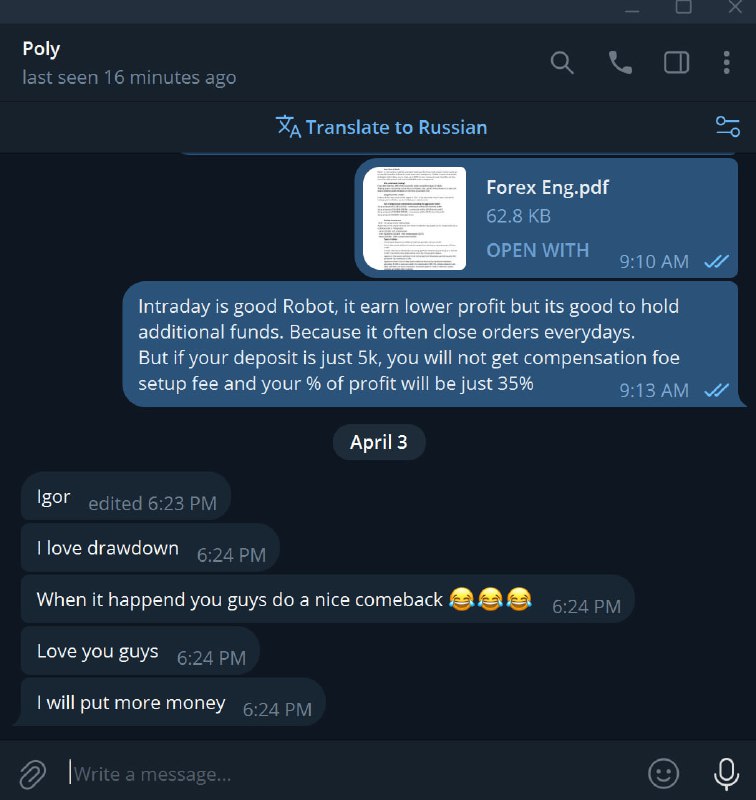 Poly
last seen 16 minutes ago
Translate to Russian
Forex Eng.pdf
62.8 KB
OPEN WITH
9:10 AM
Intraday is good Robot, it earn lower profit but its good to hold
additional funds. Because it often close orders everydays.
But if your deposit is just 5k, you will not get compensation foe
setup fee and your % of profit will be just 35%
9:13 AM
April 3
Igor edited 6:23 PM
I love drawdown 6:24 PM
When it happend you guys do a nice comeback 😂😂😂 6:24 PM
Love you guys 6:24 PM
I will put more money 6:24 PM
Write a message...